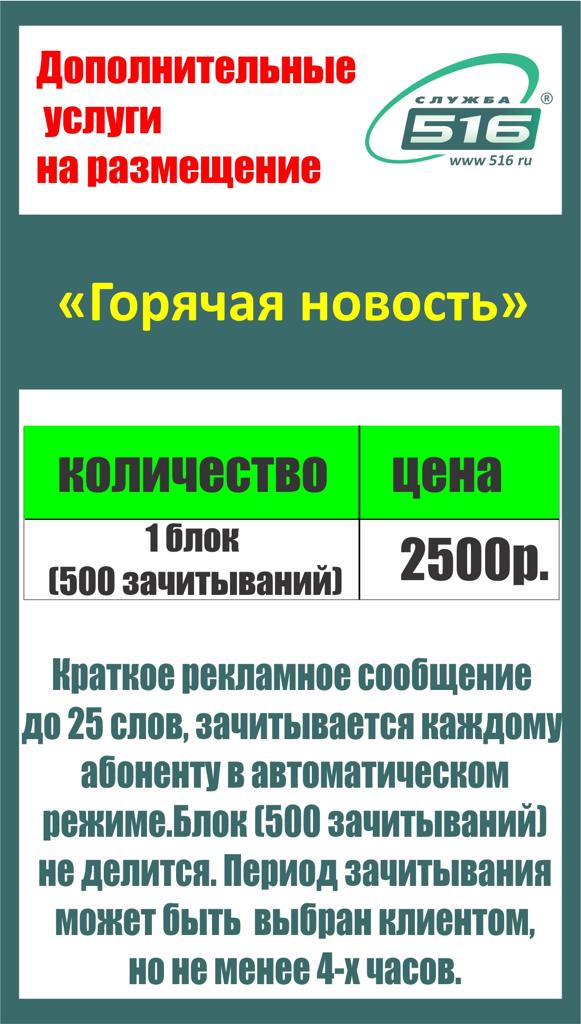 Дополнительные
услуги
на размещение
СЛУЖБА
516®
www 516 ru
«Горячая новость»
количество цена
1 блок
(500 зачитываний) 2500р.
Краткое рекламное сообщение
до 25 слов, зачитывается каждому
абоненту в автоматическом
режиме.Блок (500 зачитываний)
не делится. Период зачитывания
может быть выбран клиентом,
но не менее 4-х часов.